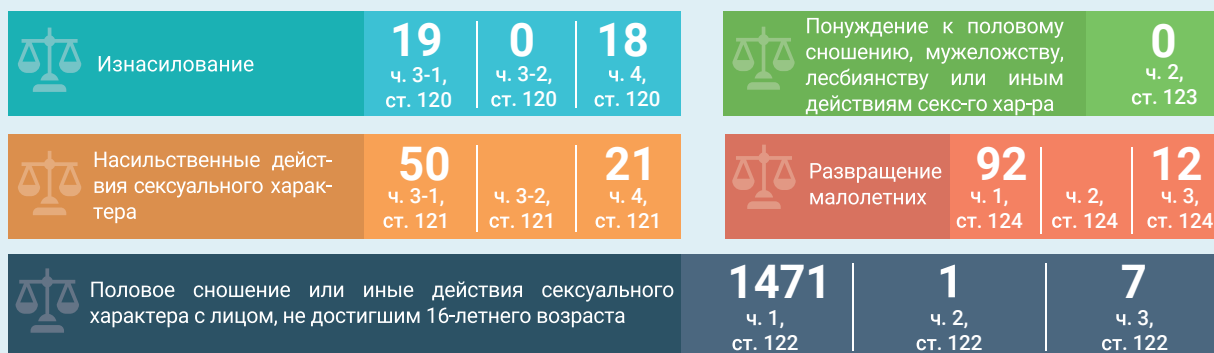 Изнасилование
19
ч. 3-1,
ст. 120
0
ч. 3-2,
ст. 120
18
ч. 4,
ст. 120
Понуждение к половому
сношению, мужеложству,
лесбиянству или иным
действиям секс-го хар-ра
0
ч. 2,
ст. 123
Насильственные дейст-
вия сексуального харак-
тера
50
ч. 3-1,
ст. 121
ч. 3-2,
ст. 121
21
ч. 4,
ст. 121
Развращение
малолетних
92
ч. 1,
ст. 124
ч. 2,
ст. 124
12
ч. 3,
ст. 124
Половое сношение или иные действия сексуального
характера с лицом, не достигшим 16-летнего возраста
1471
ч. 1,
ст. 122
1
ч. 2,
ст. 122
7
ч. 3,
ст. 122